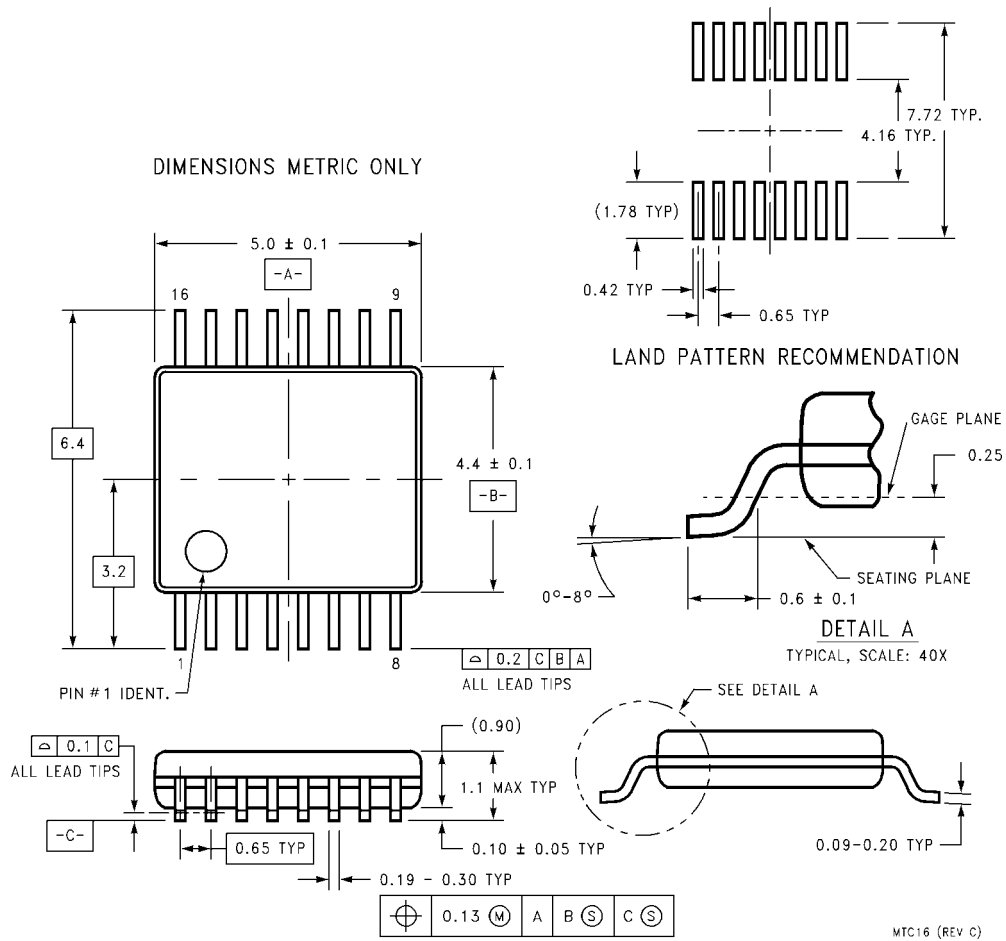 7.72 TYP.
4.16 TYP.
DIMENSIONS METRIC ONLY
(1.78 TYP)
5.0 ± 0.1
-A-
0.42 TYP
16
9
0.65 TYP
LAND PATTERN RECOMMENDATION
GAGE PLANE
6.4
0.25
4.4 ± 0.1
-B-
3.2
SEATING PLANE
0°-8°
0.6 ± 0.1
DETAIL A
TYPICAL, SCALE: 40X
1
8
⌓ 0.2 C B A
ALL LEAD TIPS
PIN #1 IDENT.
SEE DETAIL A
(0.90)
⌓ 0.1 C
ALL LEAD TIPS
1.1 MAX TYP
-C-
0.65 TYP
0.10 ± 0.05 TYP
0.09-0.20 TYP
0.19 - 0.30 TYP
⌖ 0.13 Ⓜ A B Ⓢ C Ⓢ
MTC16 (REV C)